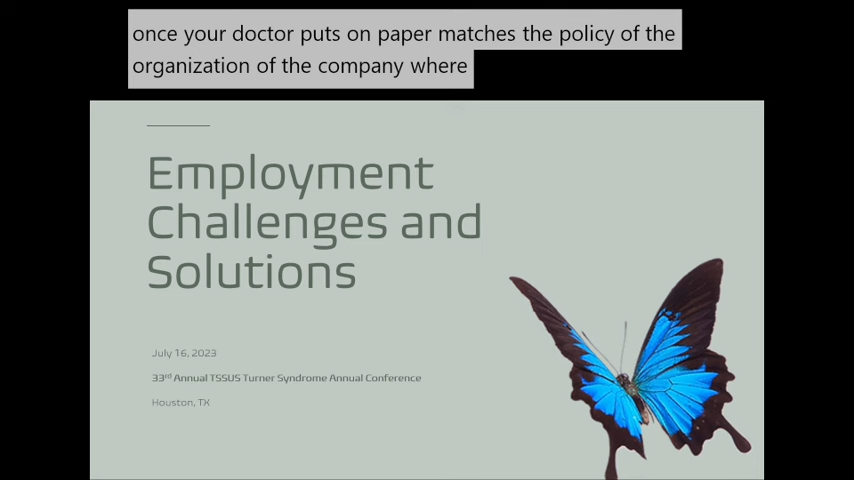 once your doctor puts on paper matches the policy of the
organization of the company where
Employment
Challenges and
Solutions
July 16, 2023
33rd Annual TSSUS Turner Syndrome Annual Conference
Houston, TX